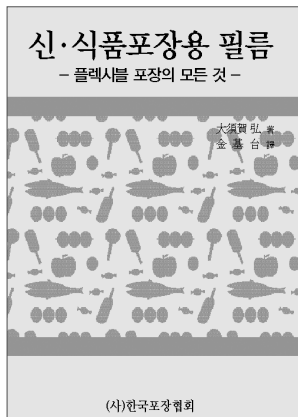 신·식품포장용 필름
– 플렉시블 포장의 모든 것 –
大須賀 弘 著
金 基 台 譯
(사)한국포장협회